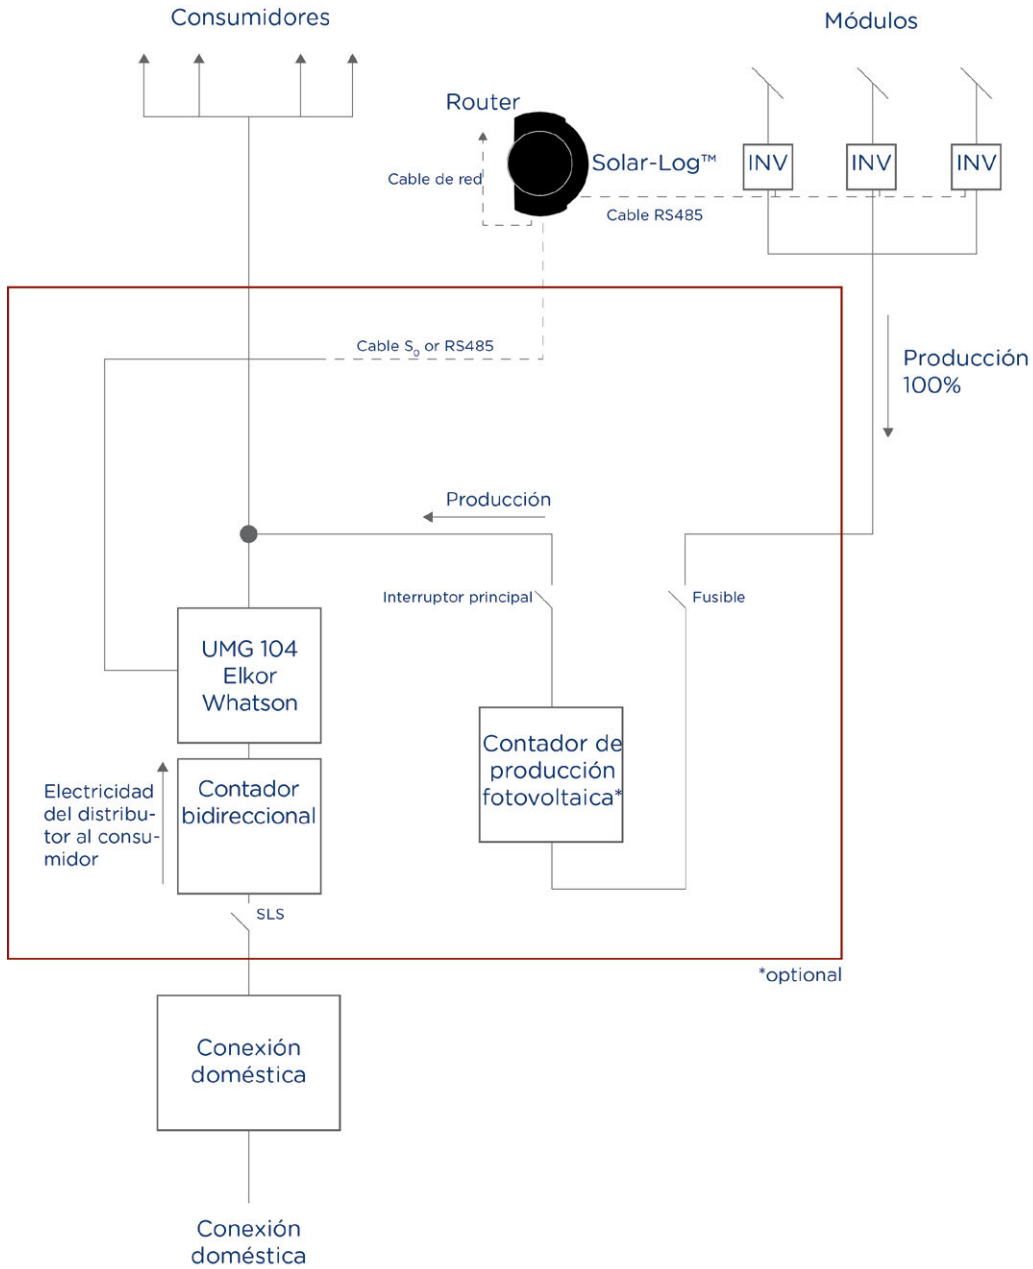 Consumidores
Módulos
Router
Solar-Log™
Cable de red
INV
INV
INV
Cable RS485
Cable S₀ or RS485
Producción
100%
Producción
Interruptor principal
Fusible
UMG 104
Elkor
Whatson
Contador de
producción
fotovoltaica*
Electricidad
del distribu-
tor al consu-
midor
Contador
bidireccional
SLS
*optional
Conexión
doméstica
Conexión
doméstica